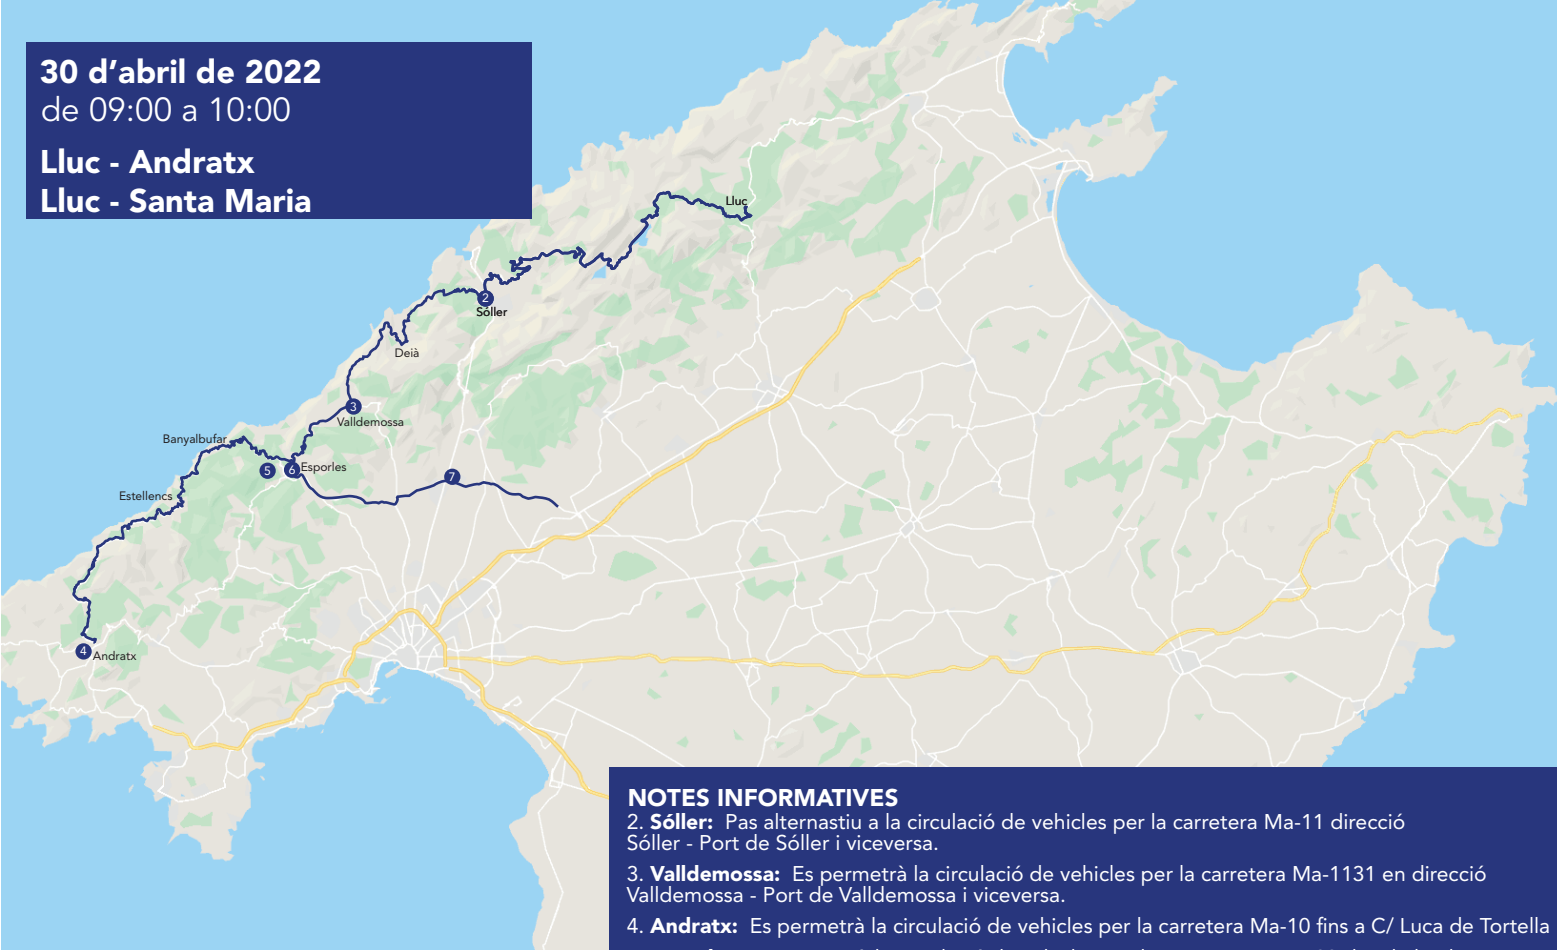 30 d’abril de 2022
de 09:00 a 10:00
Lluc - Andratx
Lluc - Santa Maria
Lluc
2
Sóller
Deià
3
Valldemossa
Banyalbufar
5
6 Esporles
7
Estellencs
4 Andratx
NOTES INFORMATIVES
2. Sóller: Pas alternastiu a la circulació de vehicles per la carretera Ma-11 direcció
Sóller - Port de Sóller i viceversa.
3. Valldemossa: Es permetrà la circulació de vehicles per la carretera Ma-1131 en direcció
Valldemossa - Port de Valldemossa i viceversa.
4. Andratx: Es permetrà la circulació de vehicles per la carretera Ma-10 fins a C/ Luca de Tortella